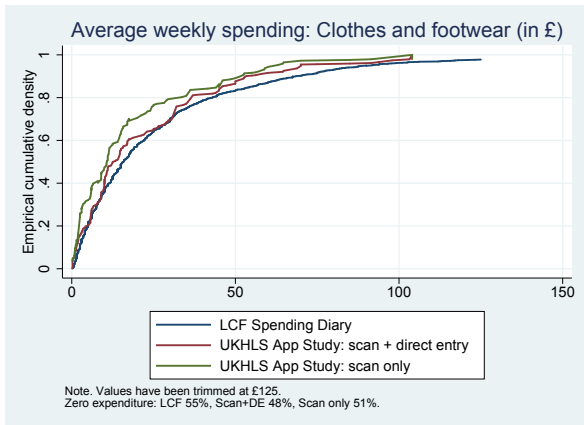 Average weekly spending: Clothes and footwear (in £)
Empirical cumulative density
1
.8
.6
.4
.2
0
0 50 100 150
LCF Spending Diary
UKHLS App Study: scan + direct entry
UKHLS App Study: scan only
Note. Values have been trimmed at £125.
Zero expenditure: LCF 55%, Scan+DE 48%, Scan only 51%.